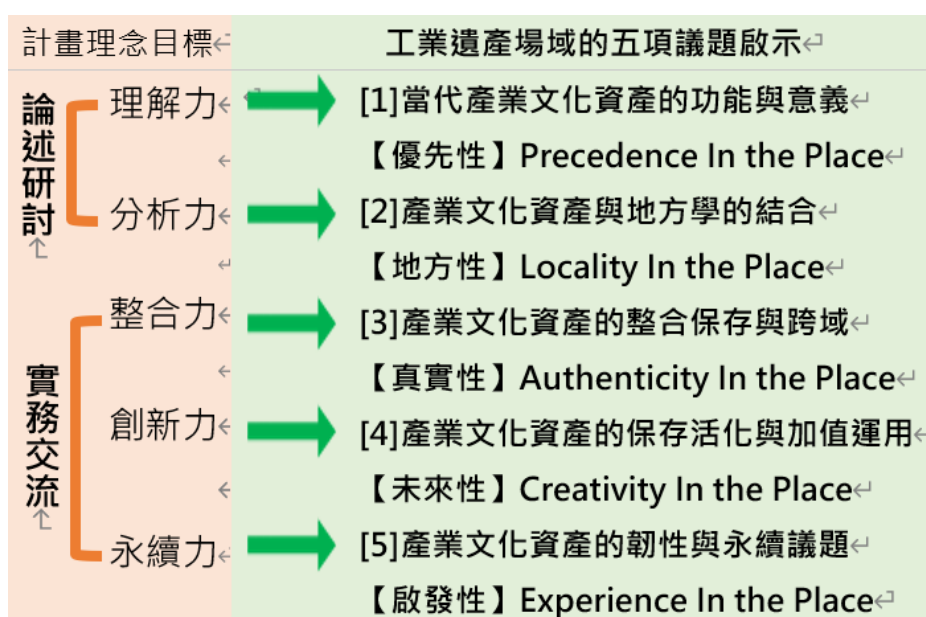 計畫理念目標 工業遺產場域的五項議題啟示
論述研討
理解力 [1]當代產業文化資產的功能與意義
【優先性】Precedence In the Place
分析力 [2]產業文化資產與地方學的結合
【地方性】Locality In the Place
實務交流
整合力 [3]產業文化資產的整合保存與跨域
【真實性】Authenticity In the Place
創新力 [4]產業文化資產的保存活化與加值運用
【未來性】Creativity In the Place
永續力 [5]產業文化資產的韌性與永續議題
【啟發性】Experience In the Place